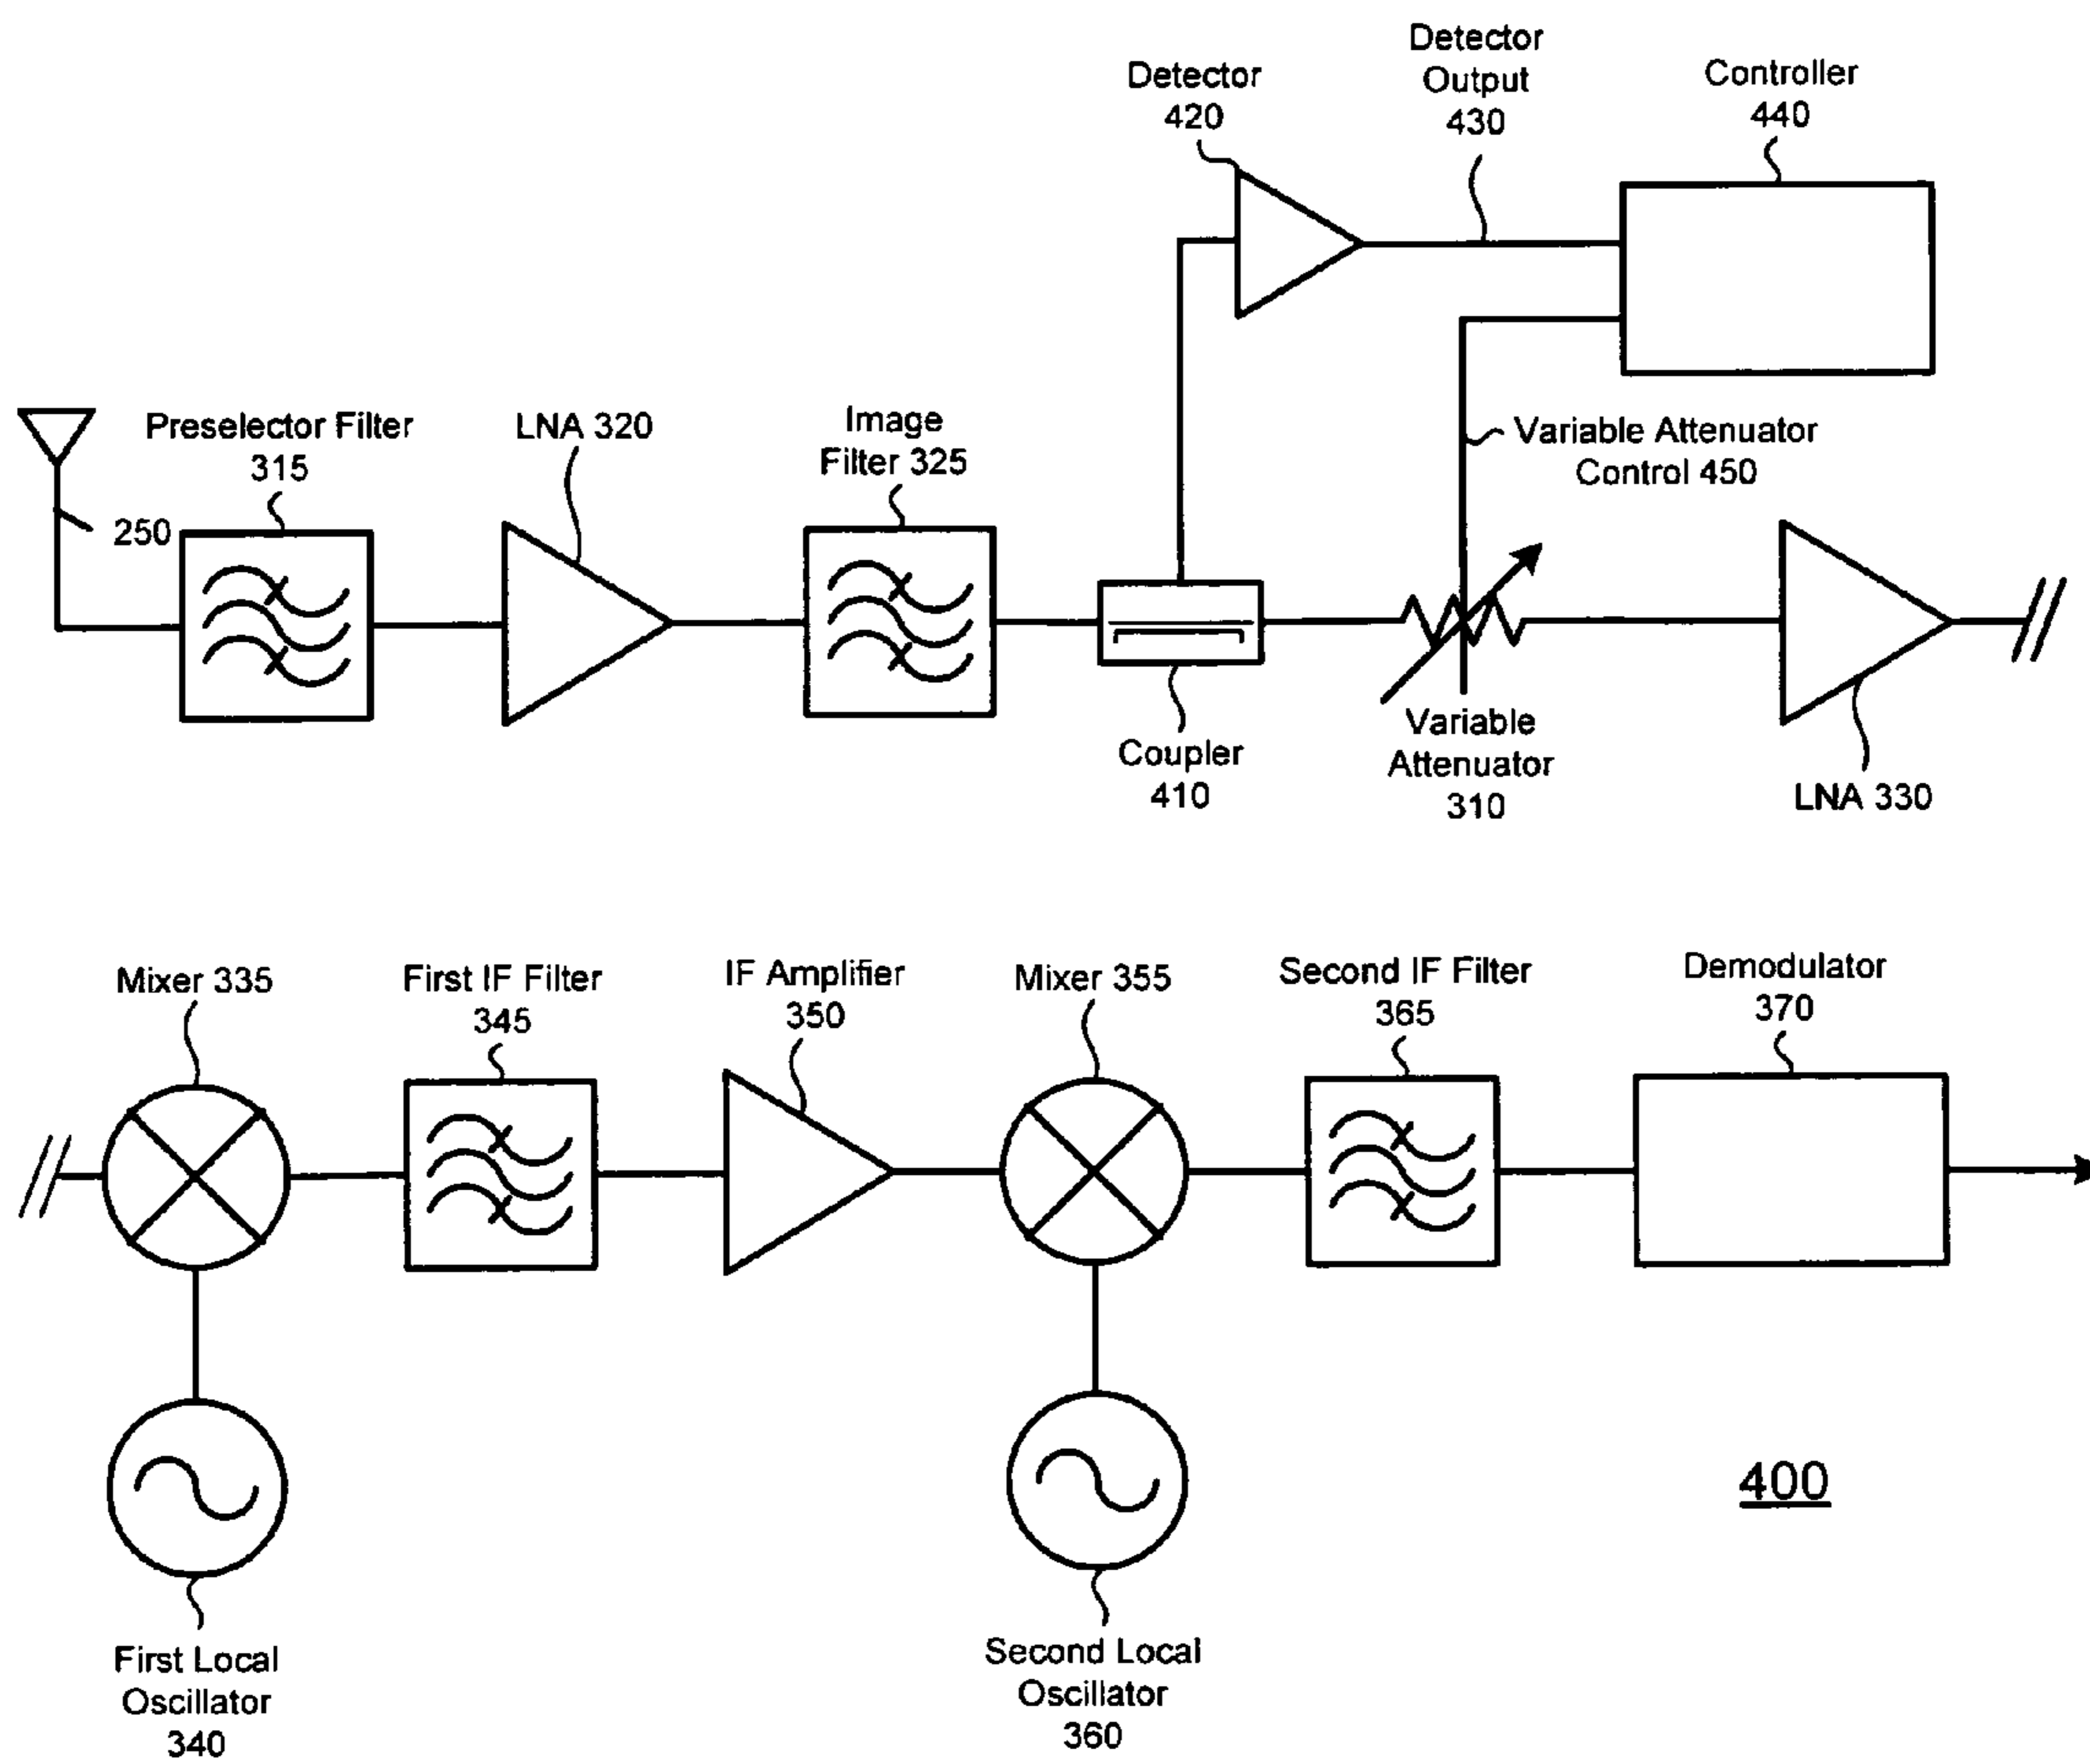 Detector
420
Detector
Output
430
Controller
440
Preselector Filter
315
LNA 320
Image
Filter 325
Variable Attenuator
Control 450
250
Coupler
410
Variable
Attenuator
310
LNA 330
Mixer 335
First IF Filter
345
IF Amplifier
350
Mixer 355
Second IF Filter
365
Demodulator
370
400
First Local
Oscillator
340
Second Local
Oscillator
360